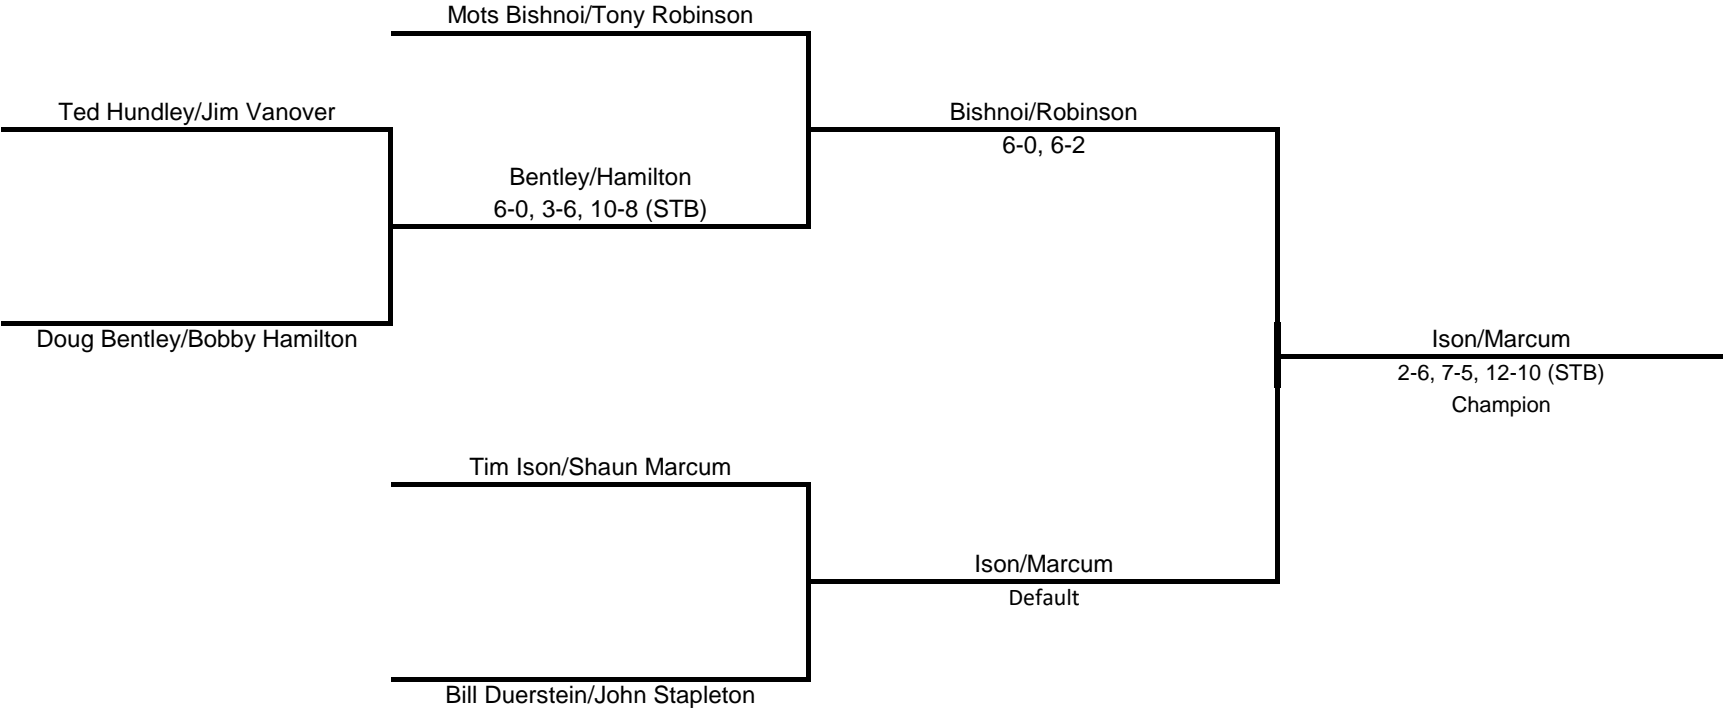 Mots Bishnoi/Tony Robinson
Ted Hundley/Jim Vanover
Bishnoi/Robinson
6-0, 6-2
Bentley/Hamilton
6-0, 3-6, 10-8 (STB)
Doug Bentley/Bobby Hamilton
Ison/Marcum
2-6, 7-5, 12-10 (STB)
Champion
Tim Ison/Shaun Marcum
Ison/Marcum
Default
Bill Duerstein/John Stapleton